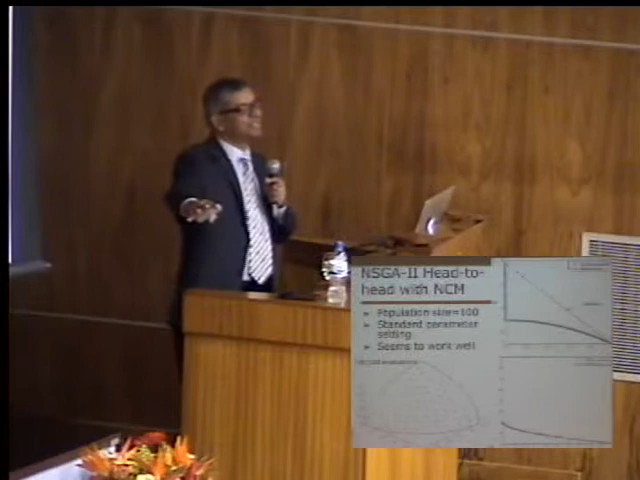 NSGA-II Head-to-
head with NCM
Population size=100
Standard parameter
setting
Seems to work well